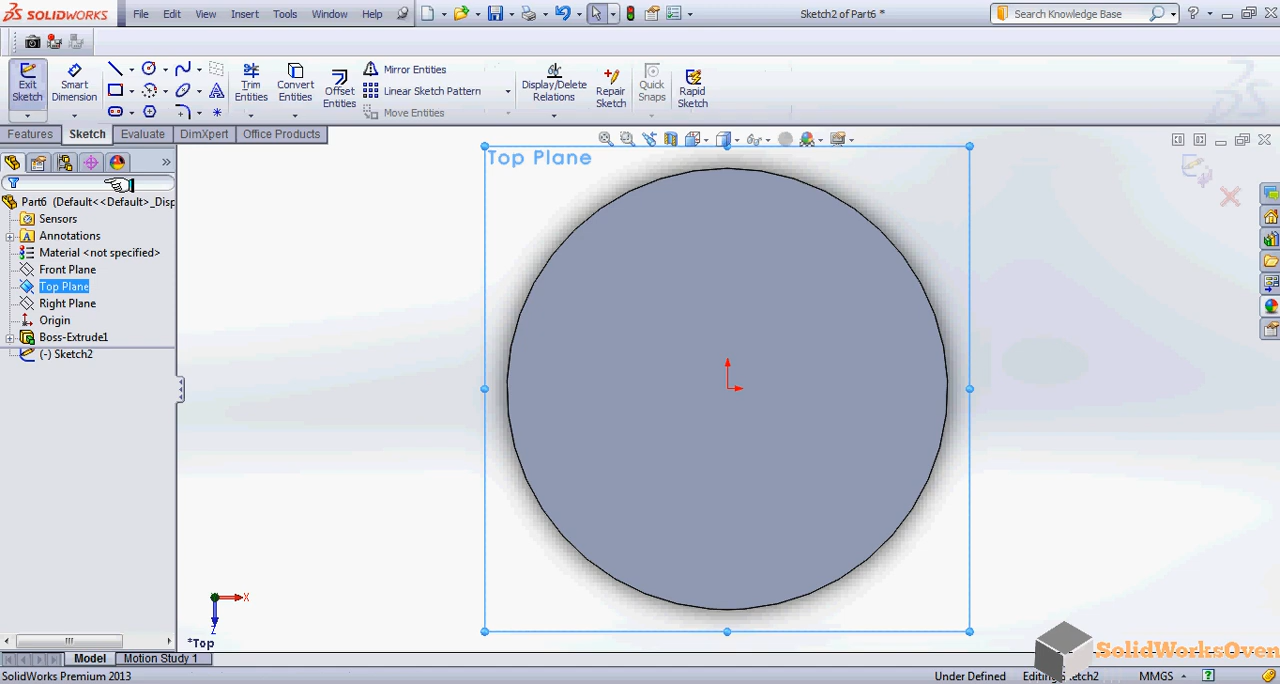 SOLIDWORKS File Edit View Insert Tools Window Help Sketch2 of Part6 * Search Knowledge Base
Exit Sketch
Smart Dimension
Trim Entities
Convert Entities
Offset Entities
Mirror Entities
Linear Sketch Pattern
Move Entities
Display/Delete Relations
Repair Sketch
Quick Snaps
Rapid Sketch
Features Sketch Evaluate DimXpert Office Products
Top Plane
Part6 (Default<<Default>_Disp
Sensors
Annotations
Material <not specified>
Front Plane
Top Plane
Right Plane
Origin
Boss-Extrude1
(-) Sketch2
X
Z
*Top
SolidWorksOven
Model Motion Study 1
SolidWorks Premium 2013 Under Defined MMGS